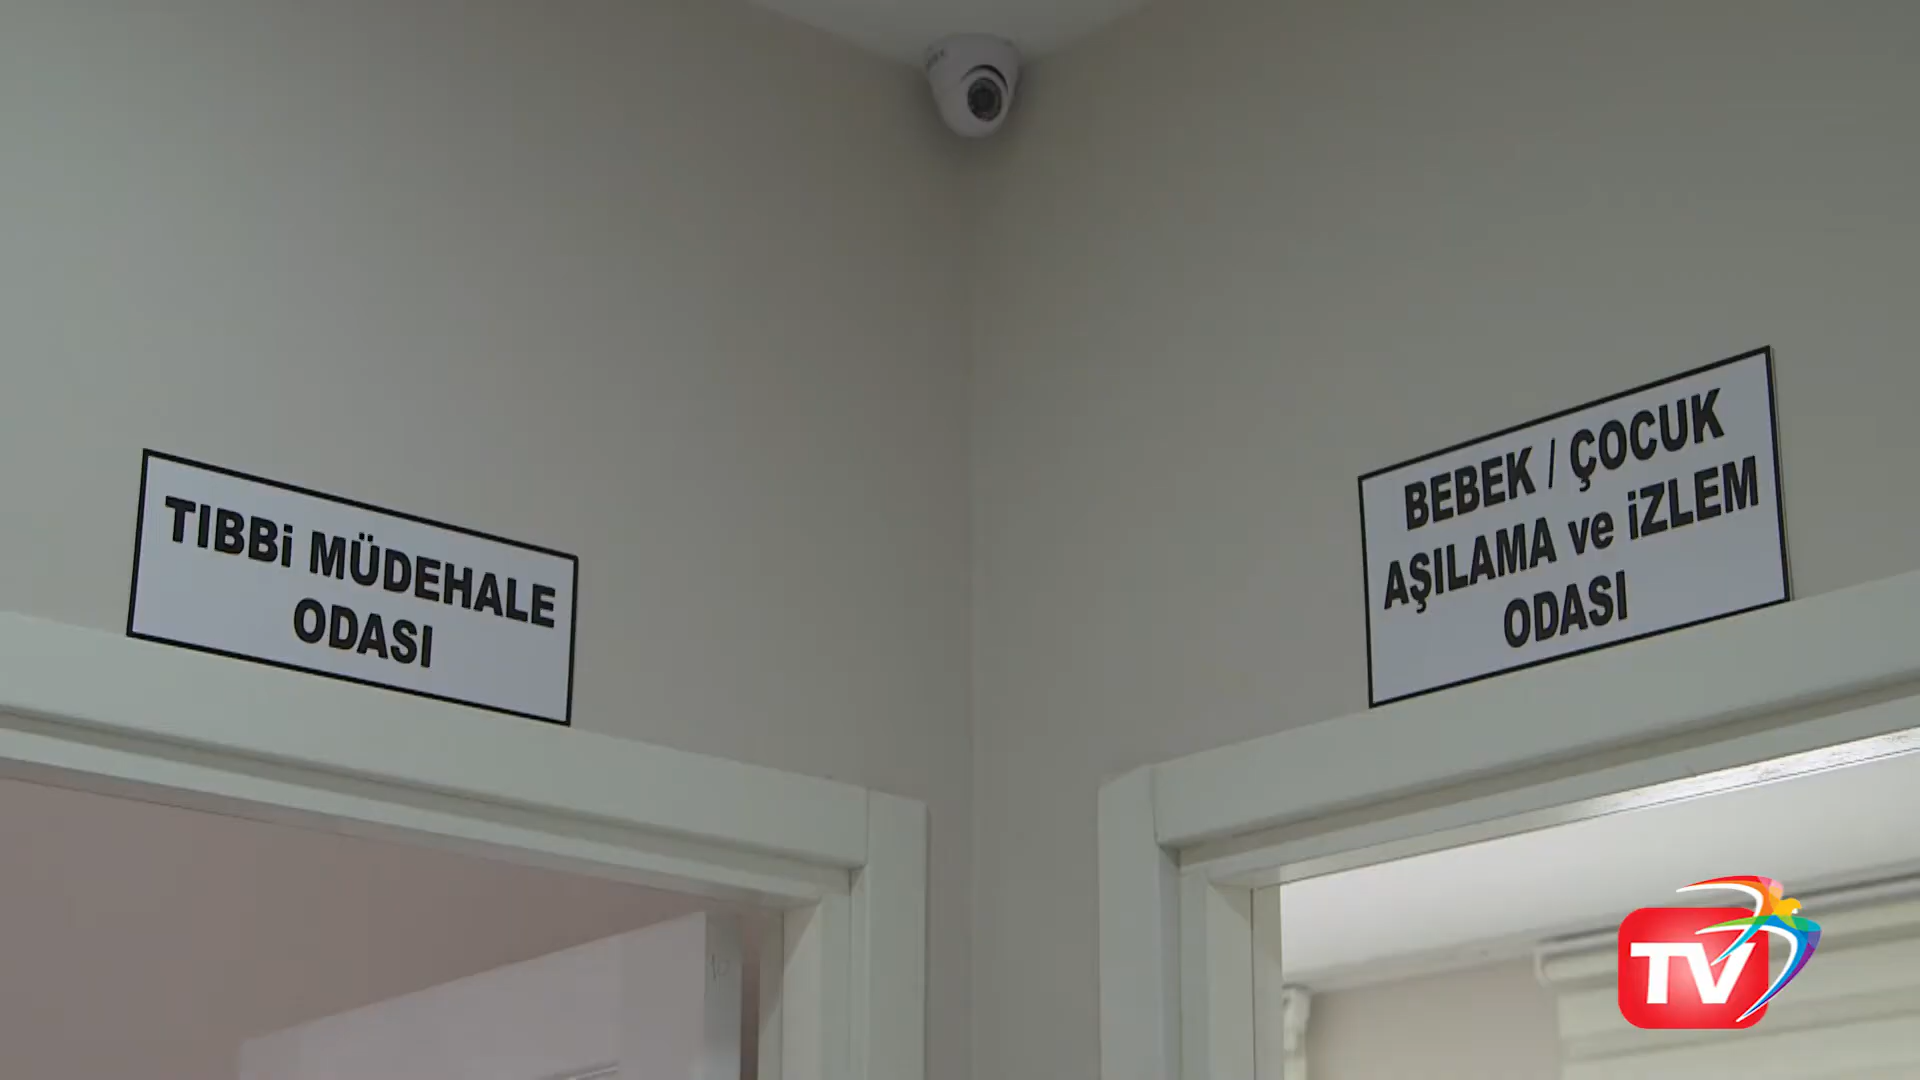 TIBBi MÜDEHALE
ODASI
BEBEK / ÇOCUK
AŞILAMA ve iZLEM
ODASI
TV